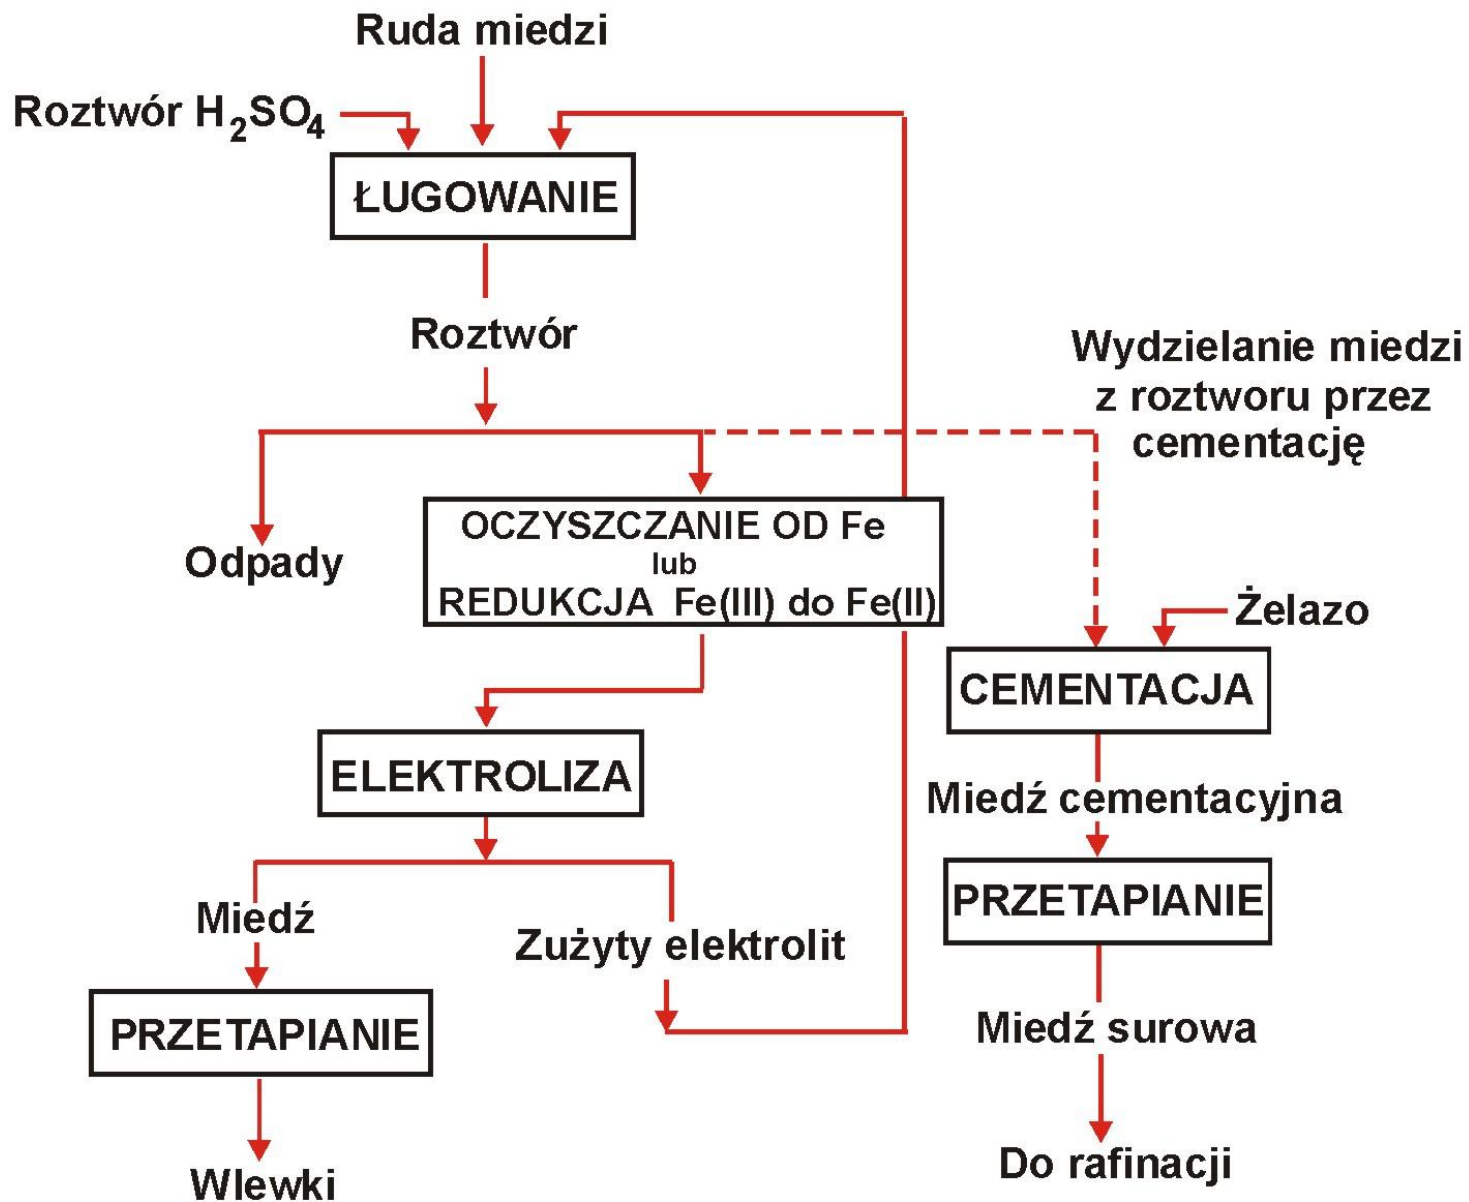 Ruda miedzi
Roztwór H₂SO₄
ŁUGOWANIE
Roztwór
Wydzielanie miedzi
z roztworu przez
cementację
OCZYSZCZANIE OD Fe
lub
REDUKCJA Fe(III) do Fe(II)
Odpady
Żelazo
CEMENTACJA
ELEKTROLIZA
Miedź cementacyjna
PRZETAPIANIE
Miedź
Zużyty elektrolit
PRZETAPIANIE
Miedź surowa
Wlewki
Do rafinacji